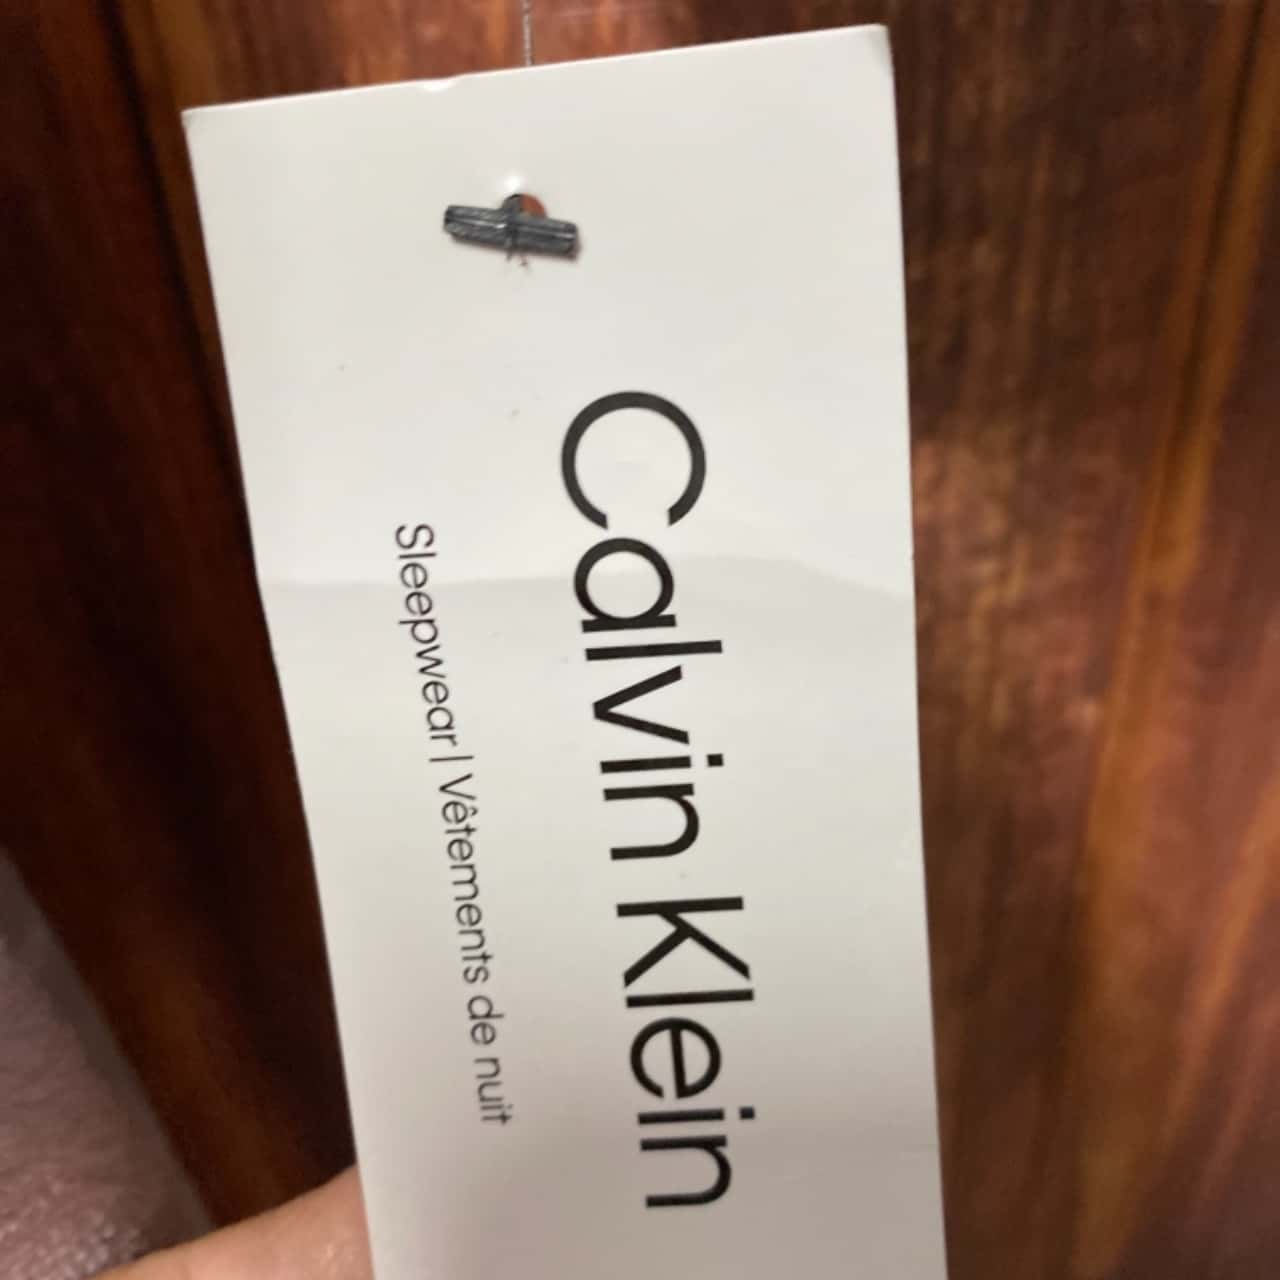 Calvin Klein
Sleepwear | Vêtements de nuit